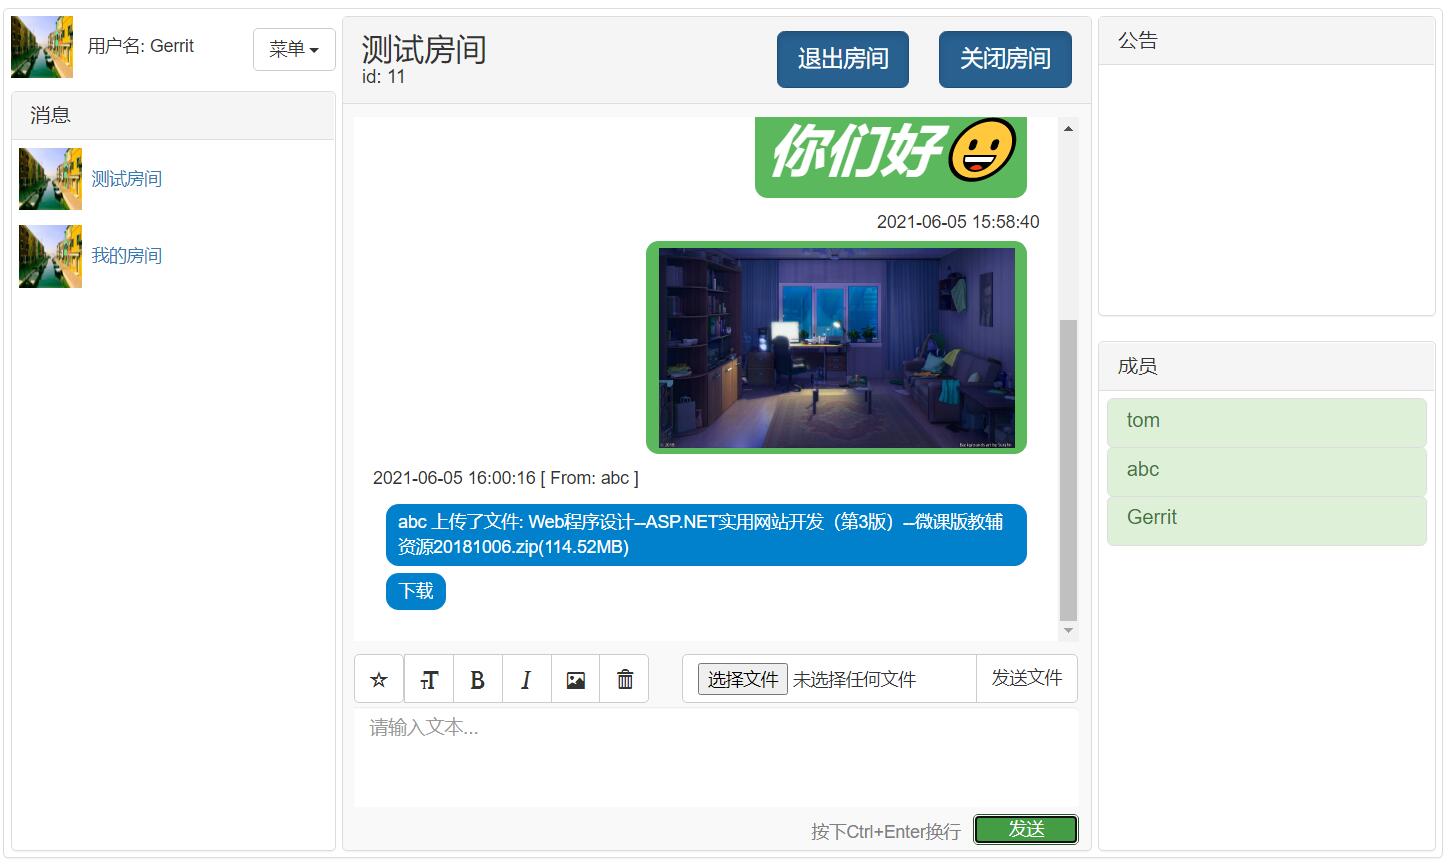 用户名: Gerrit
菜单
消息
测试房间
我的房间
测试房间
id: 11
退出房间
关闭房间
你们好😃
2021-06-05 15:58:40
2021-06-05 16:00:16 [ From: abc ]
abc 上传了文件: Web程序设计--ASP.NET实用网站开发（第3版）--微课版教辅
资源20181006.zip(114.52MB)
下载
T
B
I
选择文件 未选择任何文件
发送文件
请输入文本...
按下Ctrl+Enter换行
发送
公告
成员
tom
abc
Gerrit